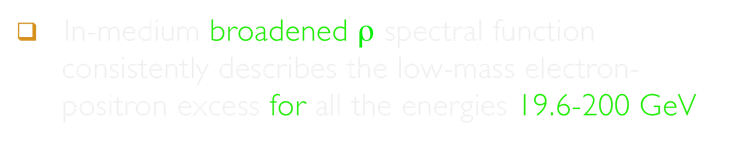 In-medium broadened ρ spectral function
consistently describes the low-mass electron-
positron excess for all the energies 19.6-200 GeV